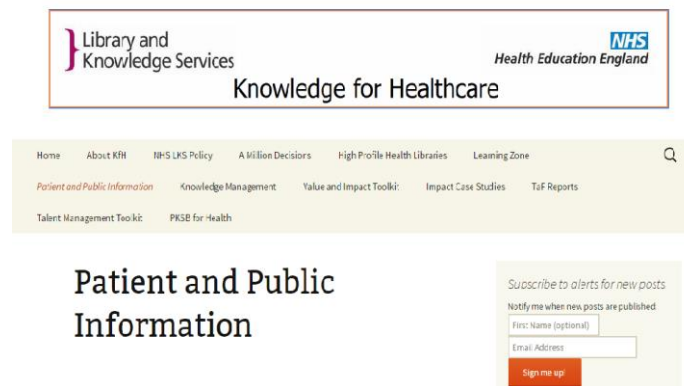 Library and
Knowledge Services
NHS
Health Education England
Knowledge for Healthcare
Home About KfH NHS LKS Policy A Million Decisions High Profile Health Libraries Learning Zone
Patient and Public Information Knowledge Management Value and Impact Toolkit Impact Case Studies TaF Reports
Talent Management Toolkit PKSB for Health
Patient and Public
Information
Subscribe to alerts for new posts
Notify me when new posts are published
First Name (optional)
Email Address
Sign me up!